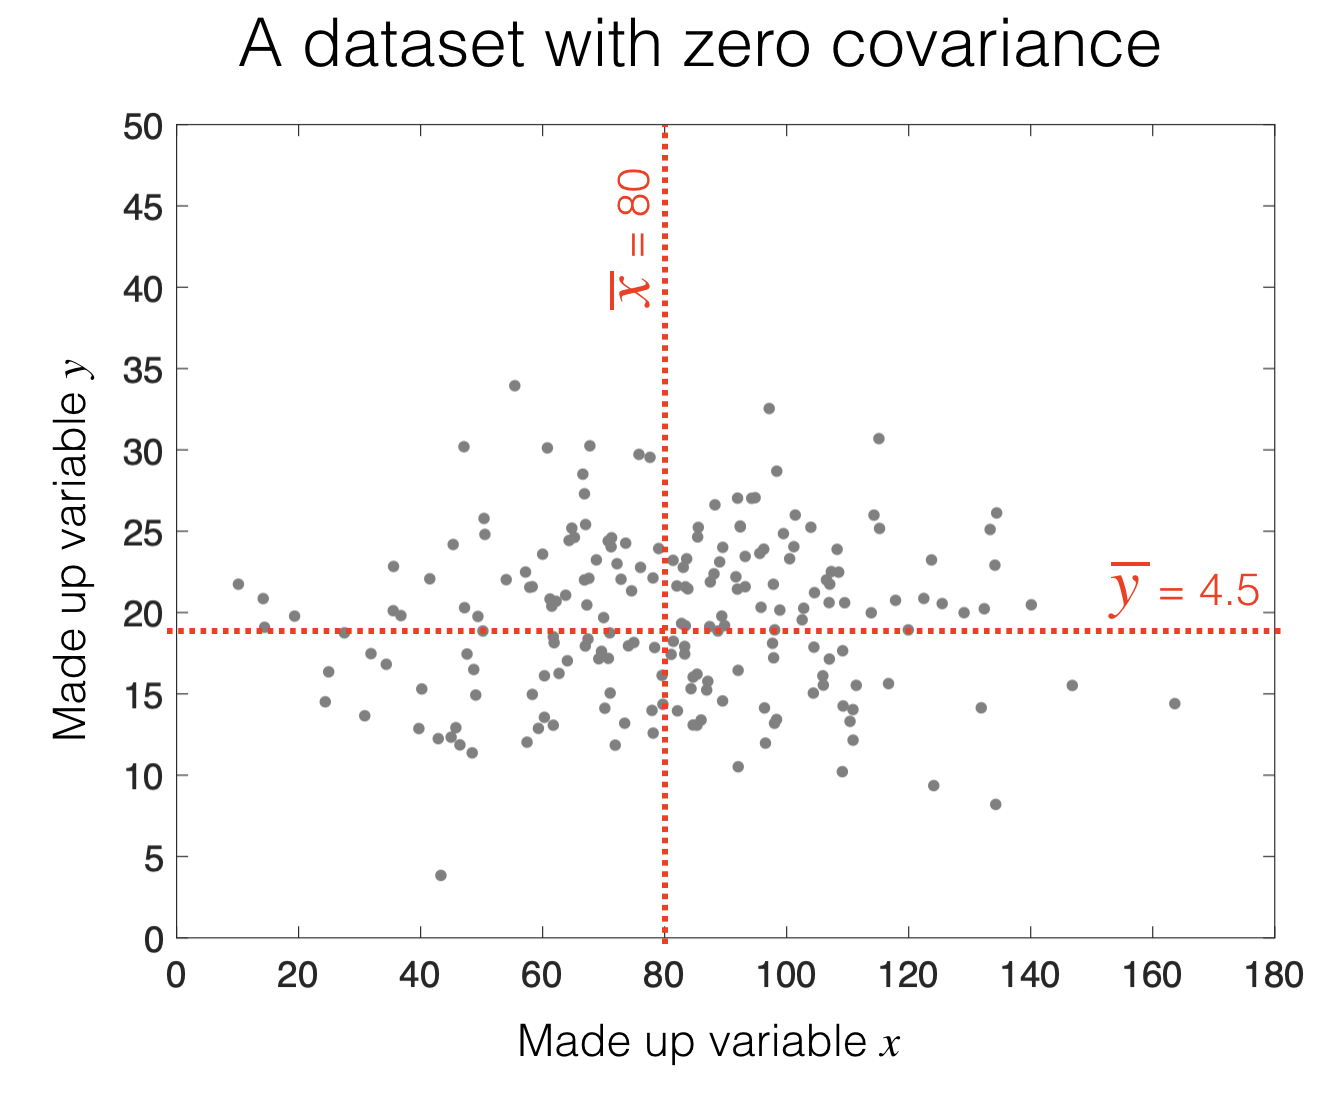 A dataset with zero covariance
x̅ = 80
y̅ = 4.5
Made up variable y
50
45
40
35
30
25
20
15
10
5
0
0 20 40 60 80 100 120 140 160 180
Made up variable x